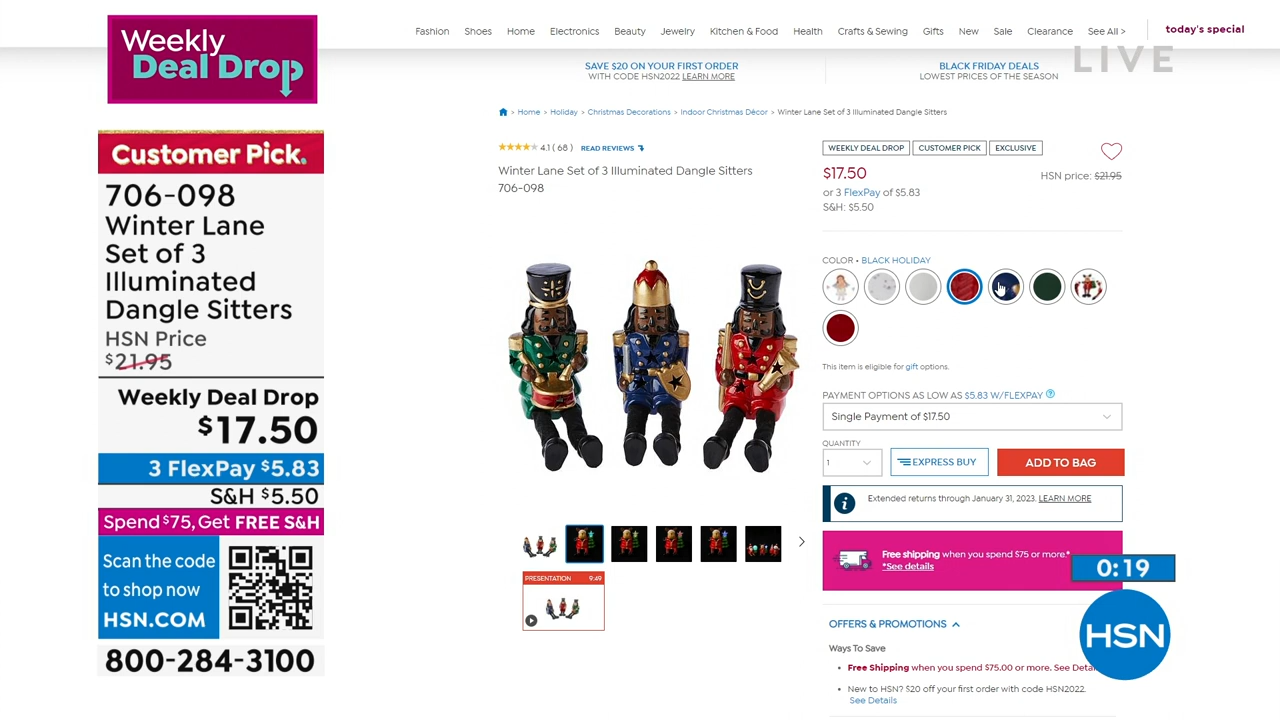 Weekly
Deal Drop
Customer Pick.
706-098
Winter Lane
Set of 3
Illuminated
Dangle Sitters
HSN Price
$21.95
Weekly Deal Drop
$17.50
3 FlexPay $5.83
S&H $5.50
Spend $75, Get FREE S&H
Scan the code
to shop now
HSN.COM
800-284-3100
Fashion Shoes Home Electronics Beauty Jewelry Kitchen & Food Health Crafts & Sewing Gifts New Sale Clearance See All > today's special
LIVE
SAVE $20 ON YOUR FIRST ORDER
WITH CODE HSN2022 LEARN MORE
BLACK FRIDAY DEALS
LOWEST PRICES OF THE SEASON
> Home > Holiday > Christmas Decorations > Indoor Christmas Décor > Winter Lane Set of 3 Illuminated Dangle Sitters
4.1 ( 68 ) READ REVIEWS
Winter Lane Set of 3 Illuminated Dangle Sitters
706-098
PRESENTATION 9:49
WEEKLY DEAL DROP CUSTOMER PICK EXCLUSIVE
$17.50
HSN price: $21.95
or 3 FlexPay of $5.83
S&H: $5.50
COLOR • BLACK HOLIDAY
This item is eligible for gift options.
PAYMENT OPTIONS AS LOW AS $5.83 W/FLEXPAY ?
Single Payment of $17.50
QUANTITY
1
EXPRESS BUY
ADD TO BAG
i Extended returns through January 31, 2023. LEARN MORE
Free shipping when you spend $75 or more.*
*See details
0:19
OFFERS & PROMOTIONS
HSN
Ways To Save
• Free Shipping when you spend $75.00 or more. See Deta
• New to HSN? $20 off your first order with code HSN2022.
See Details